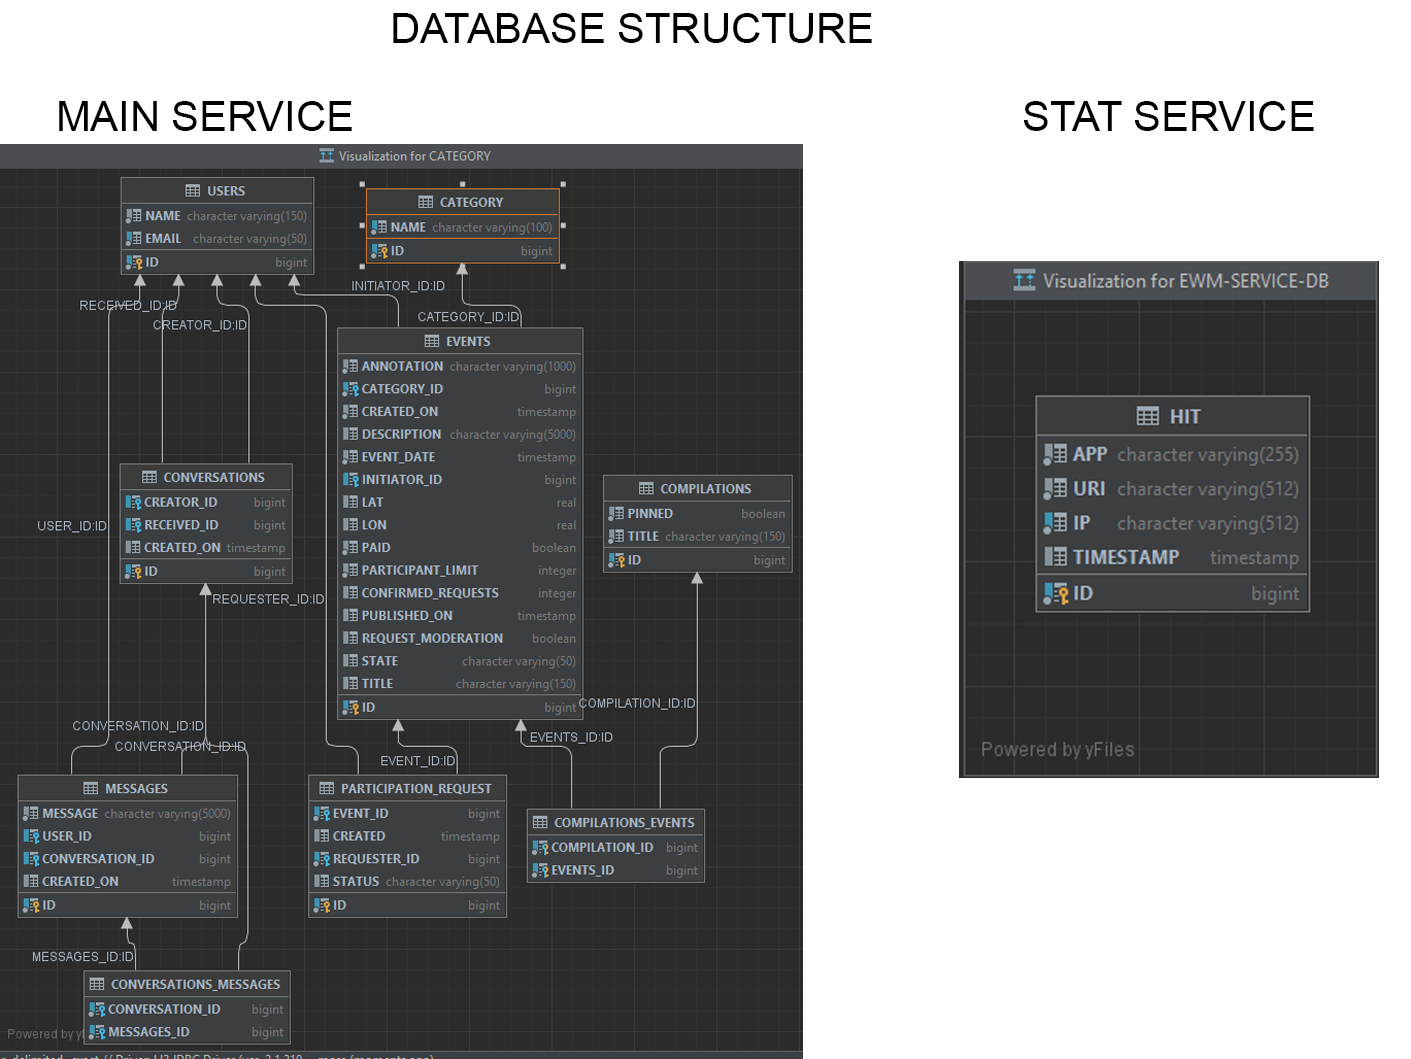 DATABASE STRUCTURE
MAIN SERVICE
STAT SERVICE
Visualization for CATEGORY
USERS
NAME character varying(150)
EMAIL character varying(50)
ID bigint
CATEGORY
NAME character varying(100)
ID bigint
INITIATOR_ID:ID
RECEIVED_ID:ID
CREATOR_ID:ID
CATEGORY_ID:ID
EVENTS
ANNOTATION character varying(1000)
CATEGORY_ID bigint
CREATED_ON timestamp
DESCRIPTION character varying(5000)
EVENT_DATE timestamp
INITIATOR_ID bigint
LAT real
LON real
PAID boolean
PARTICIPANT_LIMIT integer
CONFIRMED_REQUESTS integer
PUBLISHED_ON timestamp
REQUEST_MODERATION boolean
STATE character varying(50)
TITLE character varying(150)
ID bigint
CONVERSATIONS
CREATOR_ID bigint
RECEIVED_ID bigint
CREATED_ON timestamp
ID bigint
USER_ID:ID
REQUESTER_ID:ID
COMPILATIONS
PINNED boolean
TITLE character varying(150)
ID bigint
COMPILATION_ID:ID
CONVERSATION_ID:ID
CONVERSATION_ID:ID
EVENTS_ID:ID
EVENT_ID:ID
MESSAGES
MESSAGE character varying(5000)
USER_ID bigint
CONVERSATION_ID bigint
CREATED_ON timestamp
ID bigint
PARTICIPATION_REQUEST
EVENT_ID bigint
CREATED timestamp
REQUESTER_ID bigint
STATUS character varying(50)
ID bigint
COMPILATIONS_EVENTS
COMPILATION_ID bigint
EVENTS_ID bigint
MESSAGES_ID:ID
CONVERSATIONS_MESSAGES
CONVERSATION_ID bigint
MESSAGES_ID bigint
Powered by
Visualization for EWM-SERVICE-DB
HIT
APP character varying(255)
URI character varying(512)
IP character varying(512)
TIMESTAMP timestamp
ID bigint
Powered by yFiles